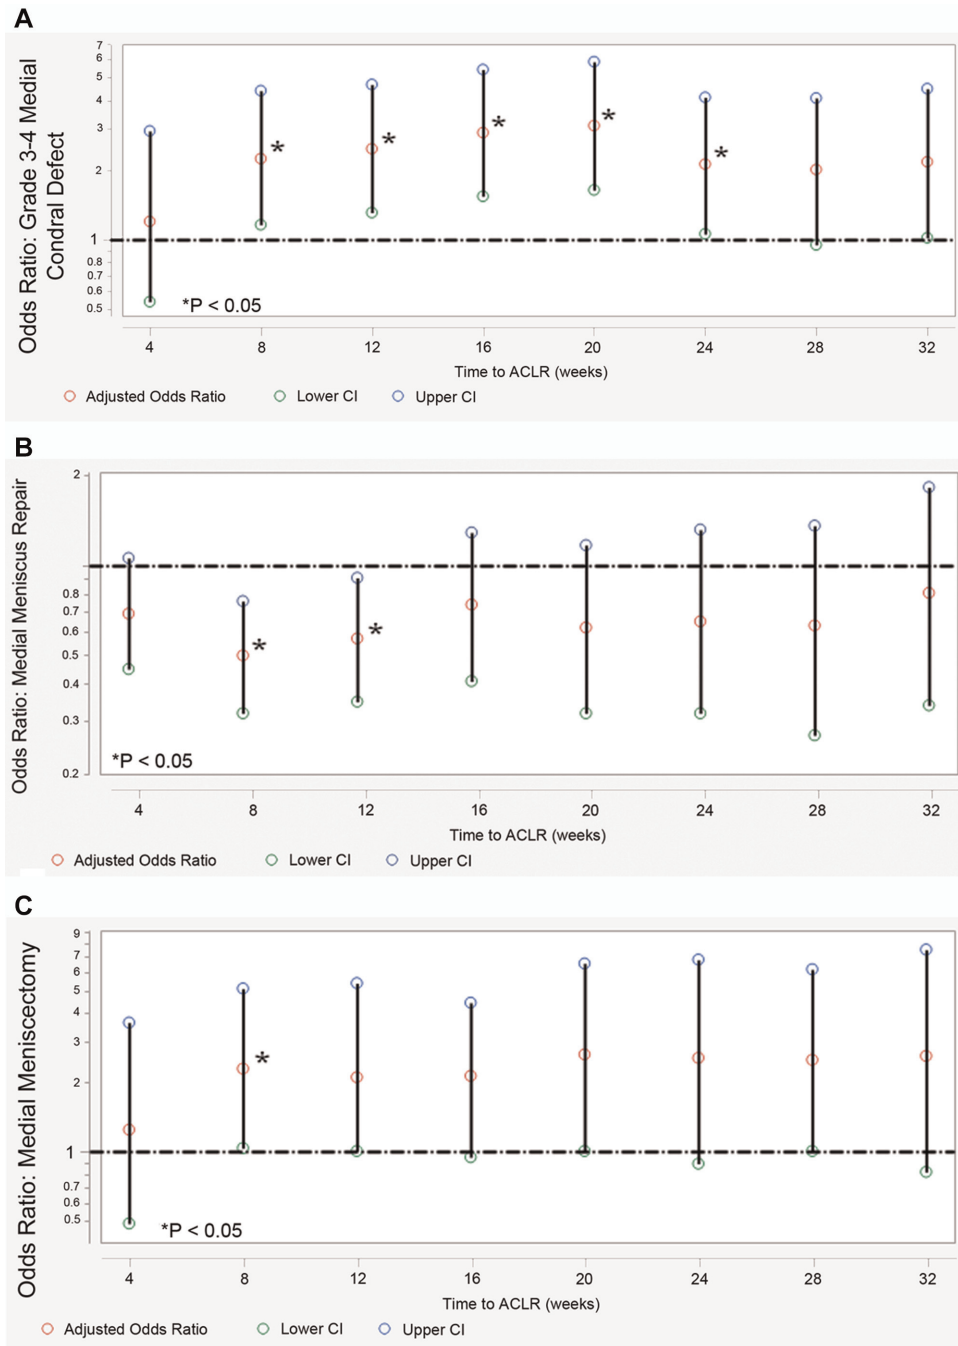 A
Odds Ratio: Grade 3-4 Medial
Condral Defect
7
6
5
4
3
2
1
0.8
0.7
0.6
0.5
*
*
*
*
*
*P < 0.05
4 8 12 16 20 24 28 32
Time to ACLR (weeks)
Adjusted Odds Ratio Lower CI Upper CI
B
Odds Ratio: Medial Meniscus Repair
2
0.8
0.7
0.6
0.5
0.4
0.3
0.2
*
*
*P < 0.05
4 8 12 16 20 24 28 32
Time to ACLR (weeks)
Adjusted Odds Ratio Lower CI Upper CI
C
Odds Ratio: Medial Meniscectomy
9
7
6
5
4
3
2
1
0.7
0.6
0.5
*
*P < 0.05
4 8 12 16 20 24 28 32
Time to ACLR (weeks)
Adjusted Odds Ratio Lower CI Upper CI